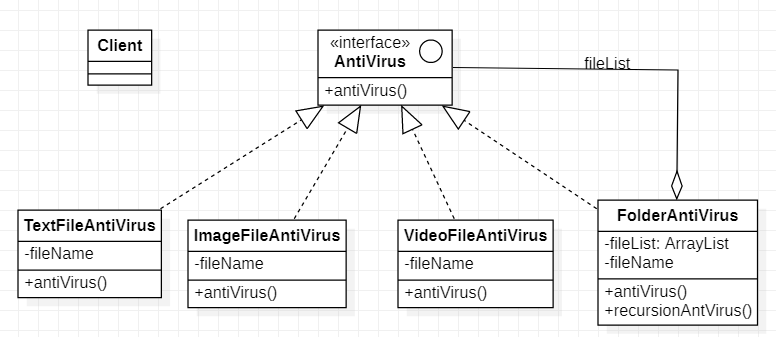 Client
«interface»
AntiVirus
+antiVirus()
fileList
TextFileAntiVirus
-fileName
+antiVirus()
ImageFileAntiVirus
-fileName
+antiVirus()
VideoFileAntiVirus
-fileName
+antiVirus()
FolderAntiVirus
-fileList: ArrayList
-fileName
+antiVirus()
+recursionAntVirus()